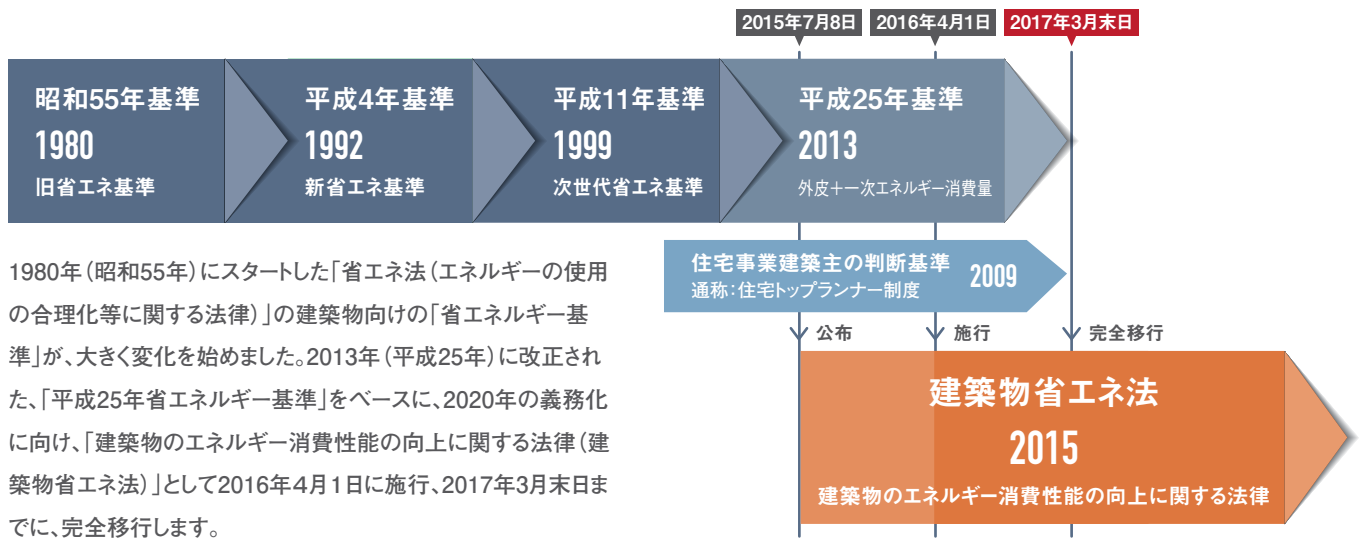 2015年7月8日
2016年4月1日
2017年3月末日
昭和55年基準
1980
旧省エネ基準
平成4年基準
1992
新省エネ基準
平成11年基準
1999
次世代省エネ基準
平成25年基準
2013
外皮＋一次エネルギー消費量
住宅事業建築主の判断基準
通称：住宅トップランナー制度
2009
公布
施行
完全移行
1980年（昭和55年）にスタートした「省エネ法（エネルギーの使用
の合理化等に関する法律）」の建築物向けの「省エネルギー基
準」が、大きく変化を始めました。2013年（平成25年）に改正され
た、「平成25年省エネルギー基準」をベースに、2020年の義務化
に向け、「建築物のエネルギー消費性能の向上に関する法律（建
築物省エネ法）」として2016年4月1日に施行、2017年3月末日ま
でに、完全移行します。
建築物省エネ法
2015
建築物のエネルギー消費性能の向上に関する法律